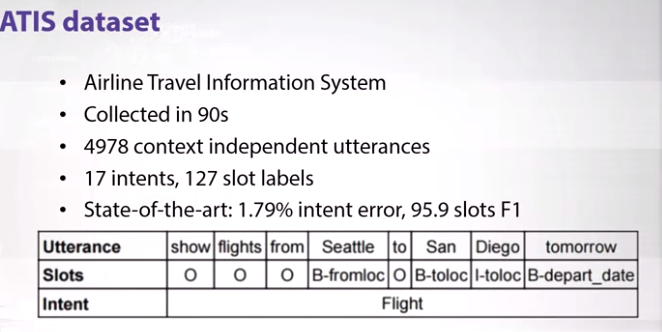 ATIS dataset
• Airline Travel Information System
• Collected in 90s
• 4978 context independent utterances
• 17 intents, 127 slot labels
• State-of-the-art: 1.79% intent error, 95.9 slots F1
Utterance show flights from Seattle to San Diego tomorrow
Slots O O O B-fromloc O B-toloc I-toloc B-depart_date
Intent Flight